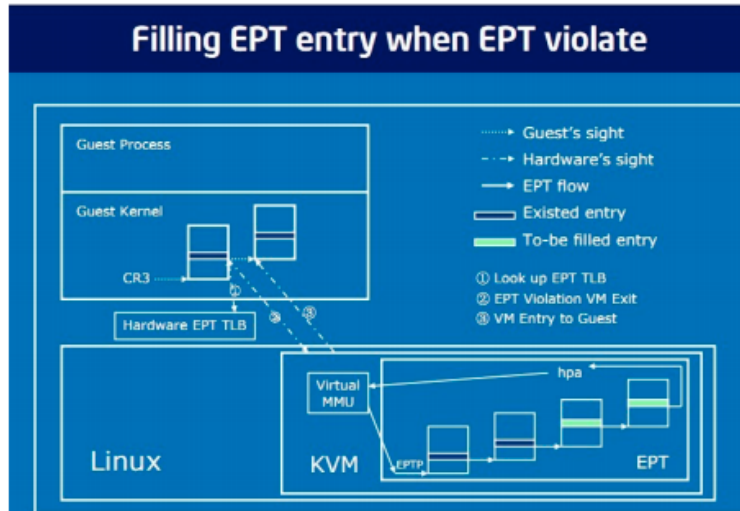 Filling EPT entry when EPT violate
Guest Process
Guest Kernel
CR3
①
Hardware EPT TLB
②
③
Guest's sight
Hardware's sight
EPT flow
Existed entry
To-be filled entry
① Look up EPT TLB
② EPT Violation VM Exit
③ VM Entry to Guest
Linux
KVM
Virtual
MMU
EPTP
hpa
EPT